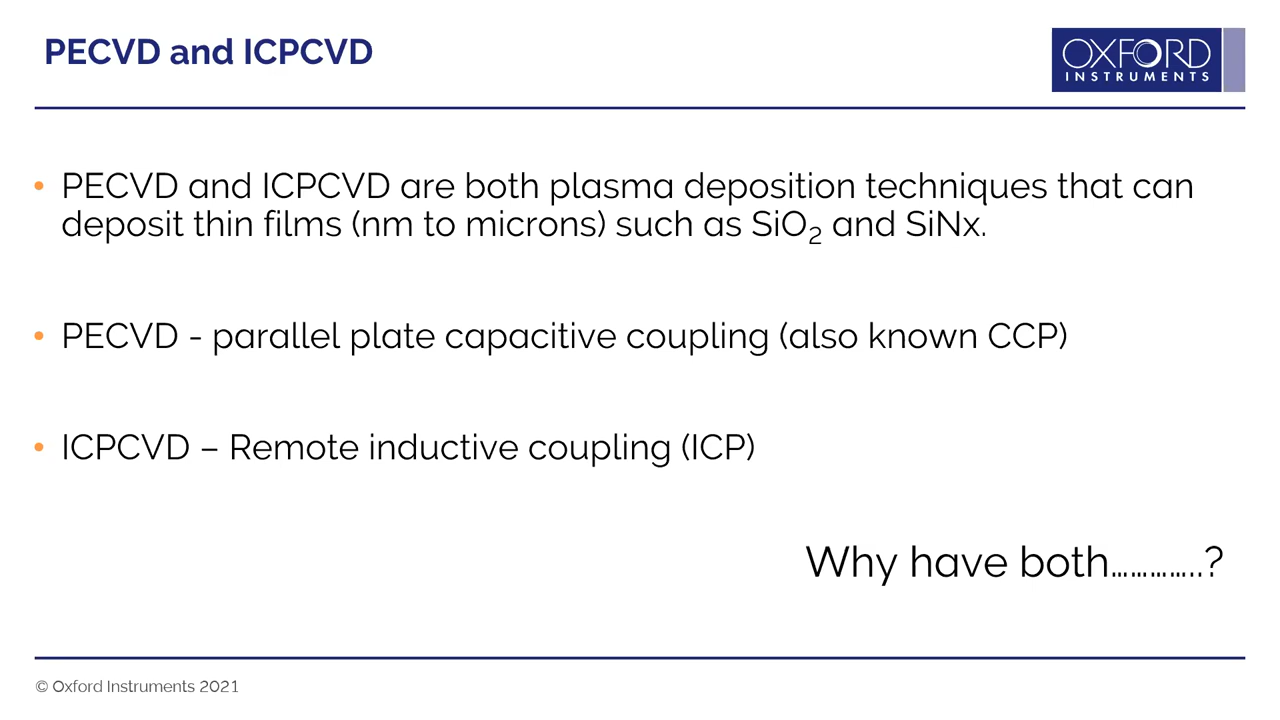 PECVD and ICPCVD
OXFORD
INSTRUMENTS
• PECVD and ICPCVD are both plasma deposition techniques that can
deposit thin films (nm to microns) such as SiO₂ and SiNx.
• PECVD - parallel plate capacitive coupling (also known CCP)
• ICPCVD – Remote inductive coupling (ICP)
Why have both…………..?
© Oxford Instruments 2021